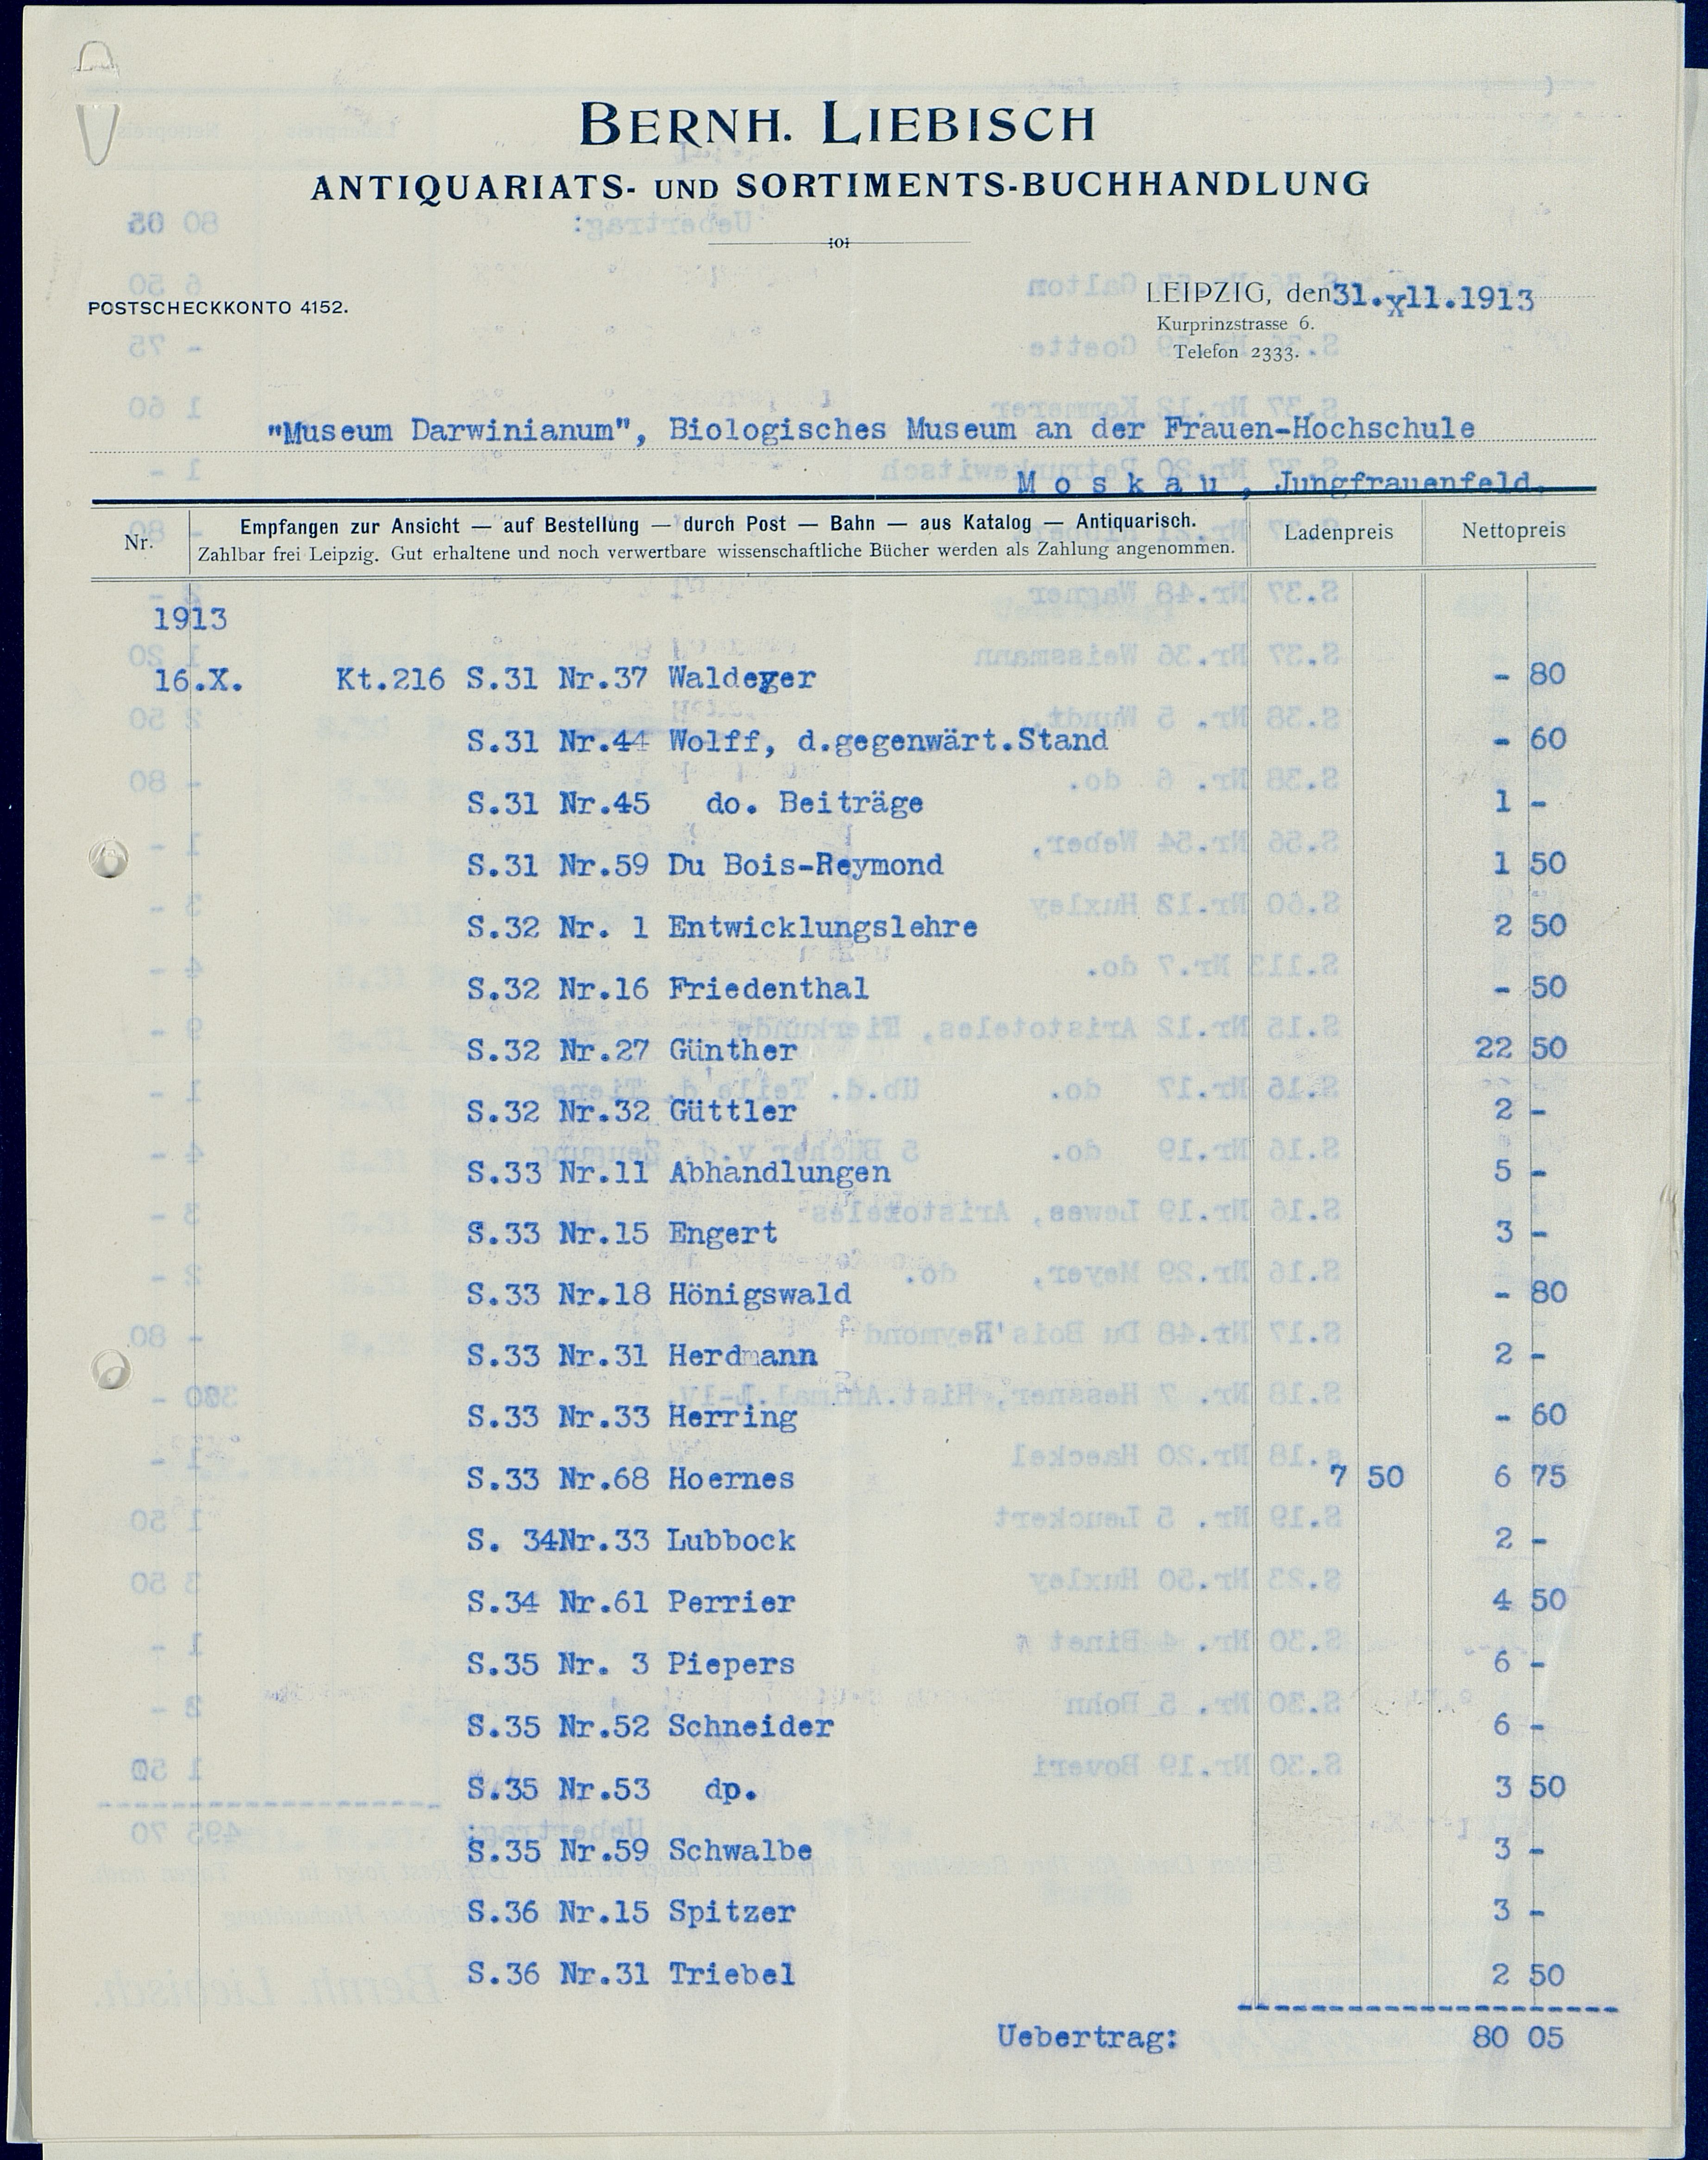 BERNH. LIEBISCH
ANTIQUARIATS- UND SORTIMENTS-BUCHHANDLUNG
POSTSCHECKKONTO 4152.
LEIPZIG, den 31.X11.1913
Kurprinzstrasse 6.
Telefon 2333.
"Museum Darwinianum", Biologisches Museum an der Frauen-Hochschule
M o s k a u , Jungfrauenfeld.
Nr. Empfangen zur Ansicht — auf Bestellung — durch Post — Bahn — aus Katalog — Antiquarisch. Ladenpreis Nettopreis
Zahlbar frei Leipzig. Gut erhaltene und noch verwertbare wissenschaftliche Bücher werden als Zahlung angenommen.
1913
16.X. Kt.216 S.31 Nr.37 Waldeyer - 80
S.31 Nr.44 Wolff, d.gegenwärt.Stand - 60
S.31 Nr.45 do. Beiträge 1 -
S.31 Nr.59 Du Bois-Reymond 1 50
S.32 Nr. 1 Entwicklungslehre 2 50
S.32 Nr.16 Friedenthal - 50
S.32 Nr.27 Günther 22 50
S.32 Nr.32 Güttler 2 -
S.33 Nr.11 Abhandlungen 5 -
S.33 Nr.15 Engert 3 -
S.33 Nr.18 Hönigswald - 80
S.33 Nr.31 Herdmann 2 -
S.33 Nr.33 Herring - 60
S.33 Nr.68 Hoernes 7 50 6 75
S. 34Nr.33 Lubbock 2 -
S.34 Nr.61 Perrier 4 50
S.35 Nr. 3 Piepers 6 -
S.35 Nr.52 Schneider 6 -
S.35 Nr.53 dp. 3 50
S.35 Nr.59 Schwalbe 3 -
S.36 Nr.15 Spitzer 3 -
S.36 Nr.31 Triebel 2 50
Uebertrag: 80 05